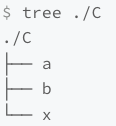 $ tree ./C
./C
├── a
├── b
└── x